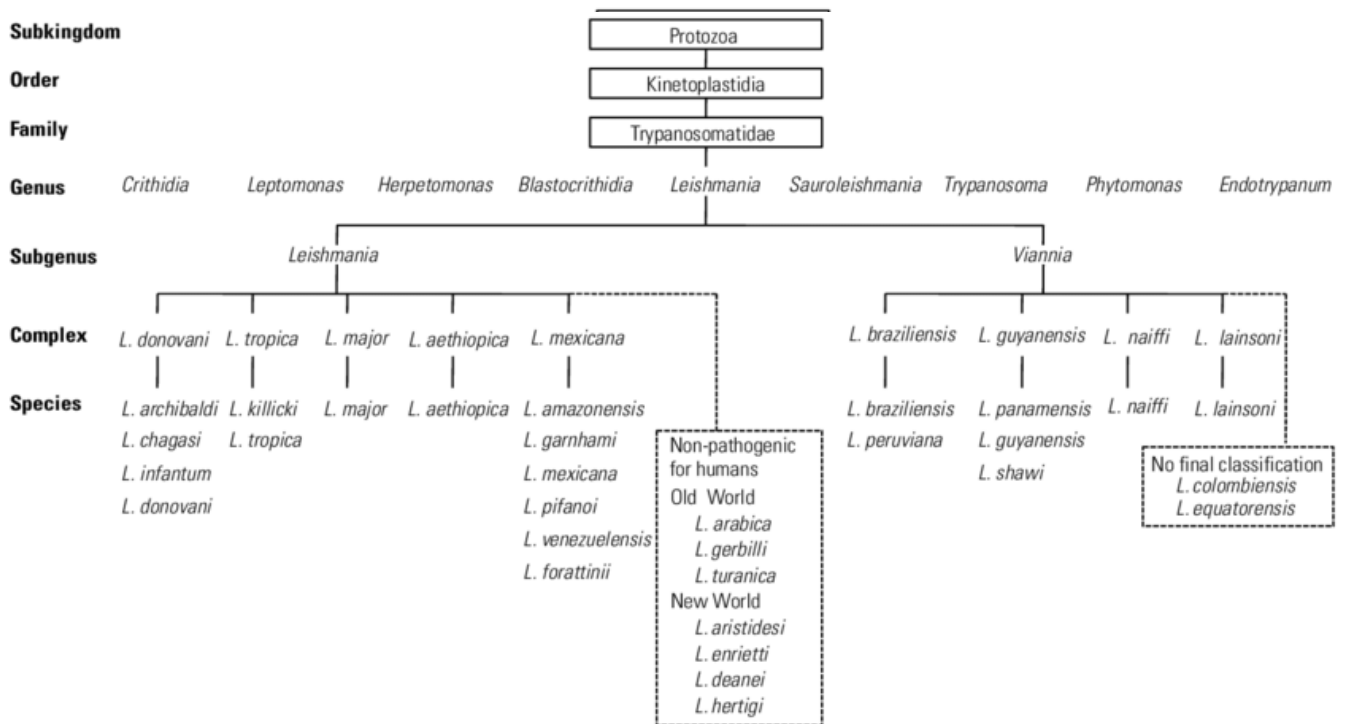 Subkingdom Protozoa
Order Kinetoplastidia
Family Trypanosomatidae
Genus Crithidia Leptomonas Herpetomonas Blastocrithidia Leishmania Sauroleishmania Trypanosoma Phytomonas Endotrypanum
Subgenus Leishmania Viannia
Complex L. donovani L. tropica L. major L. aethiopica L. mexicana L. braziliensis L. guyanensis L. naiffi L. lainsoni
Species L. archibaldi L. killicki L. major L. aethiopica L. amazonensis L. braziliensis L. panamensis L. naiffi L. lainsoni
L. chagasi L. tropica L. garnhami L. peruviana L. guyanensis
L. infantum L. mexicana L. shawi
L. donovani L. pifanoi
L. venezuelensis
L. forattinii
Non-pathogenic
for humans
Old World
L. arabica
L. gerbilli
L. turanica
New World
L. aristidesi
L. enrietti
L. deanei
L. hertigi
No final classification
L. colombiensis
L. equatorensis